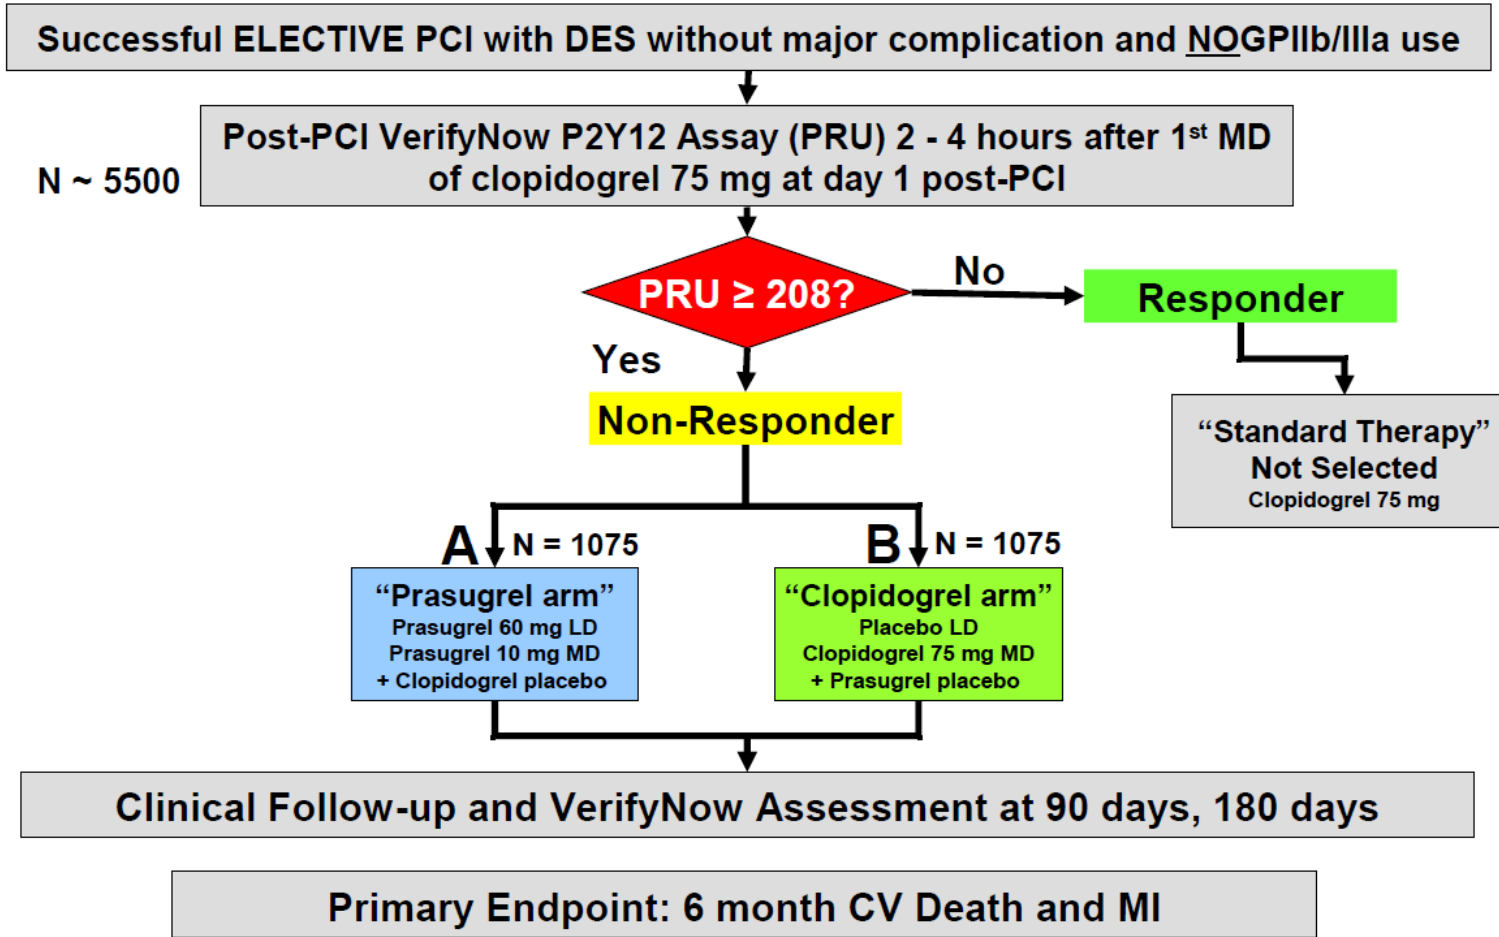 Successful ELECTIVE PCI with DES without major complication and NOGPIIb/IIIa use
Post-PCI VerifyNow P2Y12 Assay (PRU) 2 - 4 hours after 1st MD
of clopidogrel 75 mg at day 1 post-PCI
N ~ 5500
PRU ≥ 208?
No
Responder
Yes
Non-Responder
“Standard Therapy”
Not Selected
Clopidogrel 75 mg
A N = 1075
B N = 1075
“Prasugrel arm”
Prasugrel 60 mg LD
Prasugrel 10 mg MD
+ Clopidogrel placebo
“Clopidogrel arm”
Placebo LD
Clopidogrel 75 mg MD
+ Prasugrel placebo
Clinical Follow-up and VerifyNow Assessment at 90 days, 180 days
Primary Endpoint: 6 month CV Death and MI